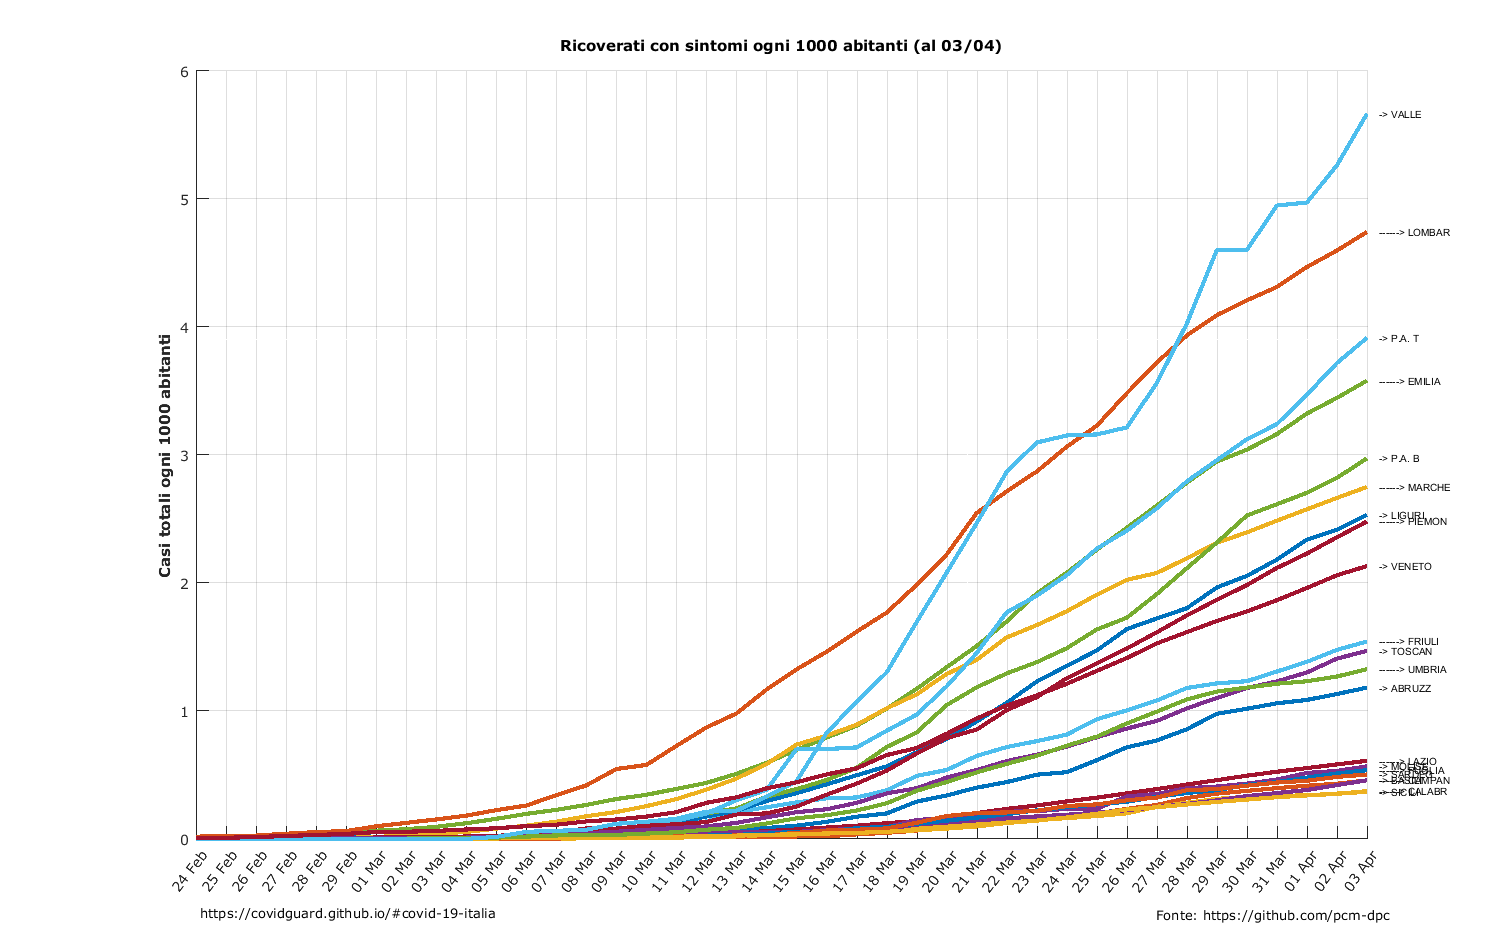 Ricoverati con sintomi ogni 1000 abitanti (al 03/04)
Casi totali ogni 1000 abitanti
6
5
4
3
2
1
0
-> VALLE
------> LOMBAR
-> P.A. T
------> EMILIA
-> P.A. B
------> MARCHE
-> LIGURI
------> PIEMON
-> VENETO
------> FRIULI
-> TOSCAN
------> UMBRIA
-> ABRUZZ
------> LAZIO
24 Feb
25 Feb
26 Feb
27 Feb
28 Feb
29 Feb
01 Mar
02 Mar
03 Mar
04 Mar
05 Mar
06 Mar
07 Mar
08 Mar
09 Mar
10 Mar
11 Mar
12 Mar
13 Mar
14 Mar
15 Mar
16 Mar
17 Mar
18 Mar
19 Mar
20 Mar
21 Mar
22 Mar
23 Mar
24 Mar
25 Mar
26 Mar
27 Mar
28 Mar
29 Mar
30 Mar
31 Mar
01 Apr
02 Apr
03 Apr
https://covidguard.github.io/#covid-19-italia
Fonte: https://github.com/pcm-dpc